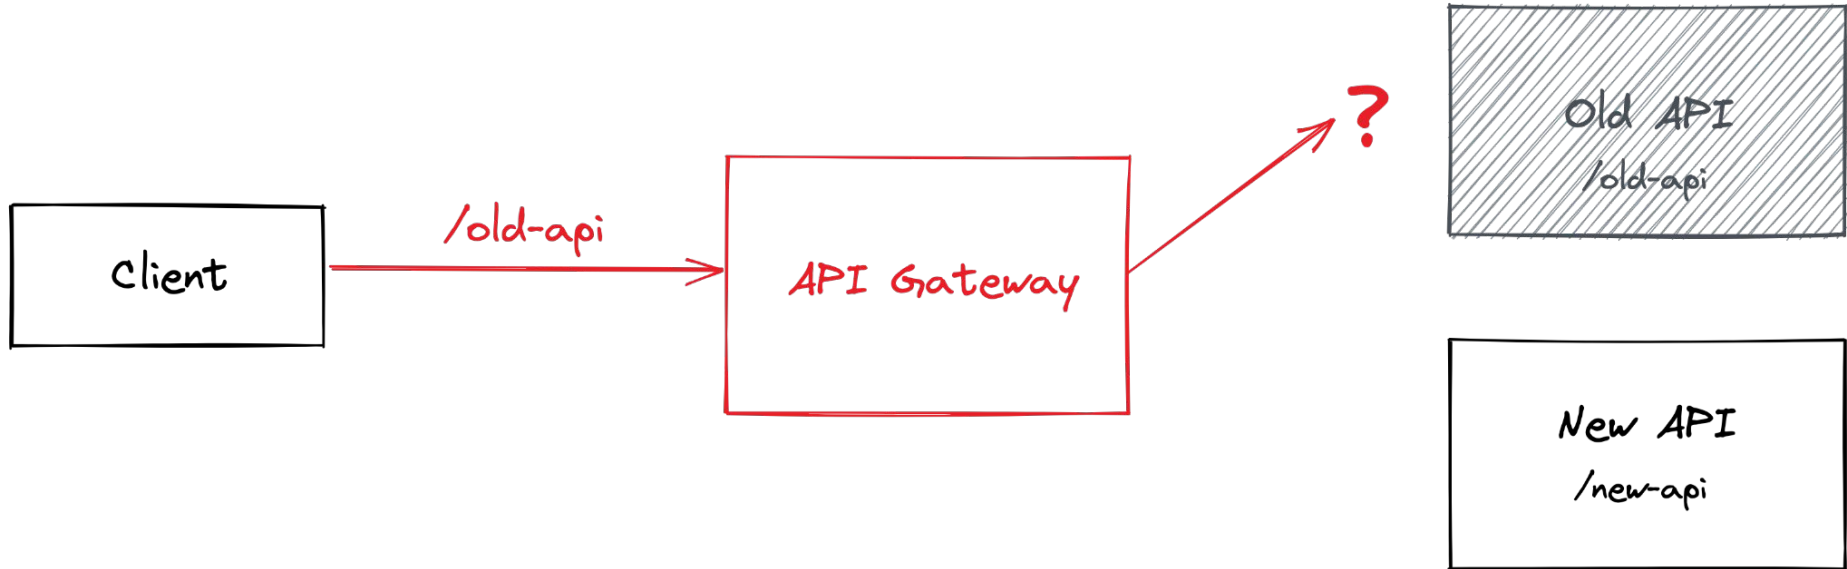 Client
/old-api
API Gateway
?
Old API
/old-api
New API
/new-api